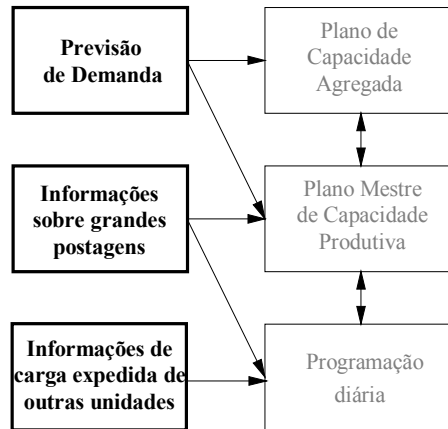 Previsão
de Demanda
Plano de
Capacidade
Agregada
Informações
sobre grandes
postagens
Plano Mestre
de Capacidade
Produtiva
Informações de
carga expedida de
outras unidades
Programação
diária